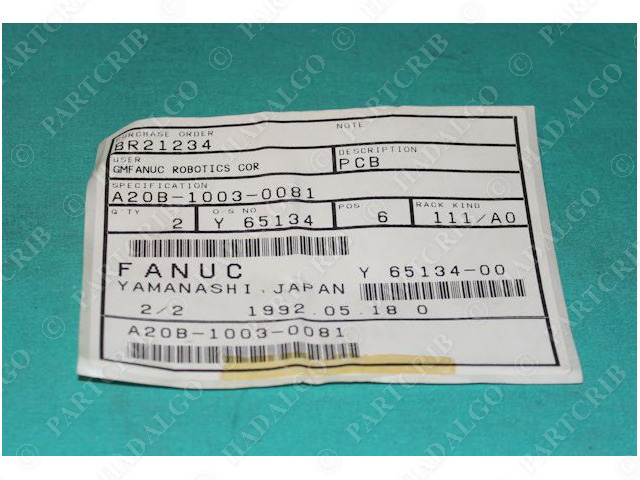 PURCHASE ORDER NOTE
BR21234
USER DESCRIPTION
GMFANUC ROBOTICS COR PCB
SPECIFICATION
A20B-1003-0081
Q'TY O/S NO POS RACK KIND
2 Y 65134 6 111/A0
FANUC Y 65134-00
YAMANASHI, JAPAN
2/2 1992.05.18 0
A20B-1003-0081
© PARTCRIB
© HADALGO